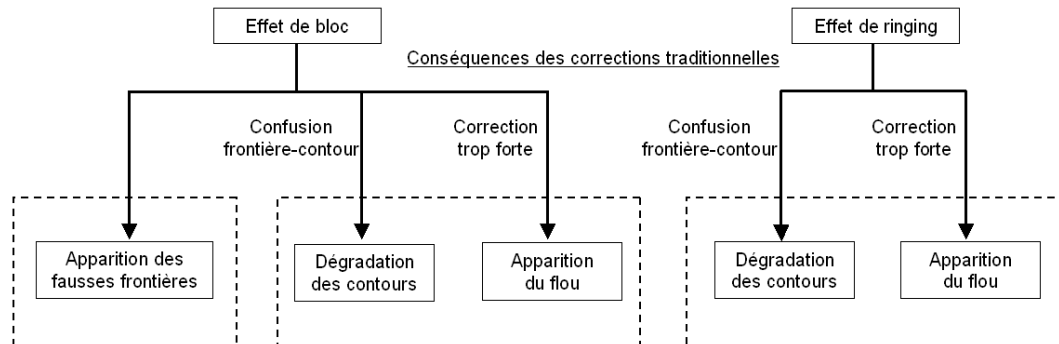 Effet de bloc
Effet de ringing
Conséquences des corrections traditionnelles
Confusion
frontière-contour
Correction
trop forte
Confusion
frontière-contour
Correction
trop forte
Apparition des
fausses frontières
Dégradation
des contours
Apparition
du flou
Dégradation
des contours
Apparition
du flou